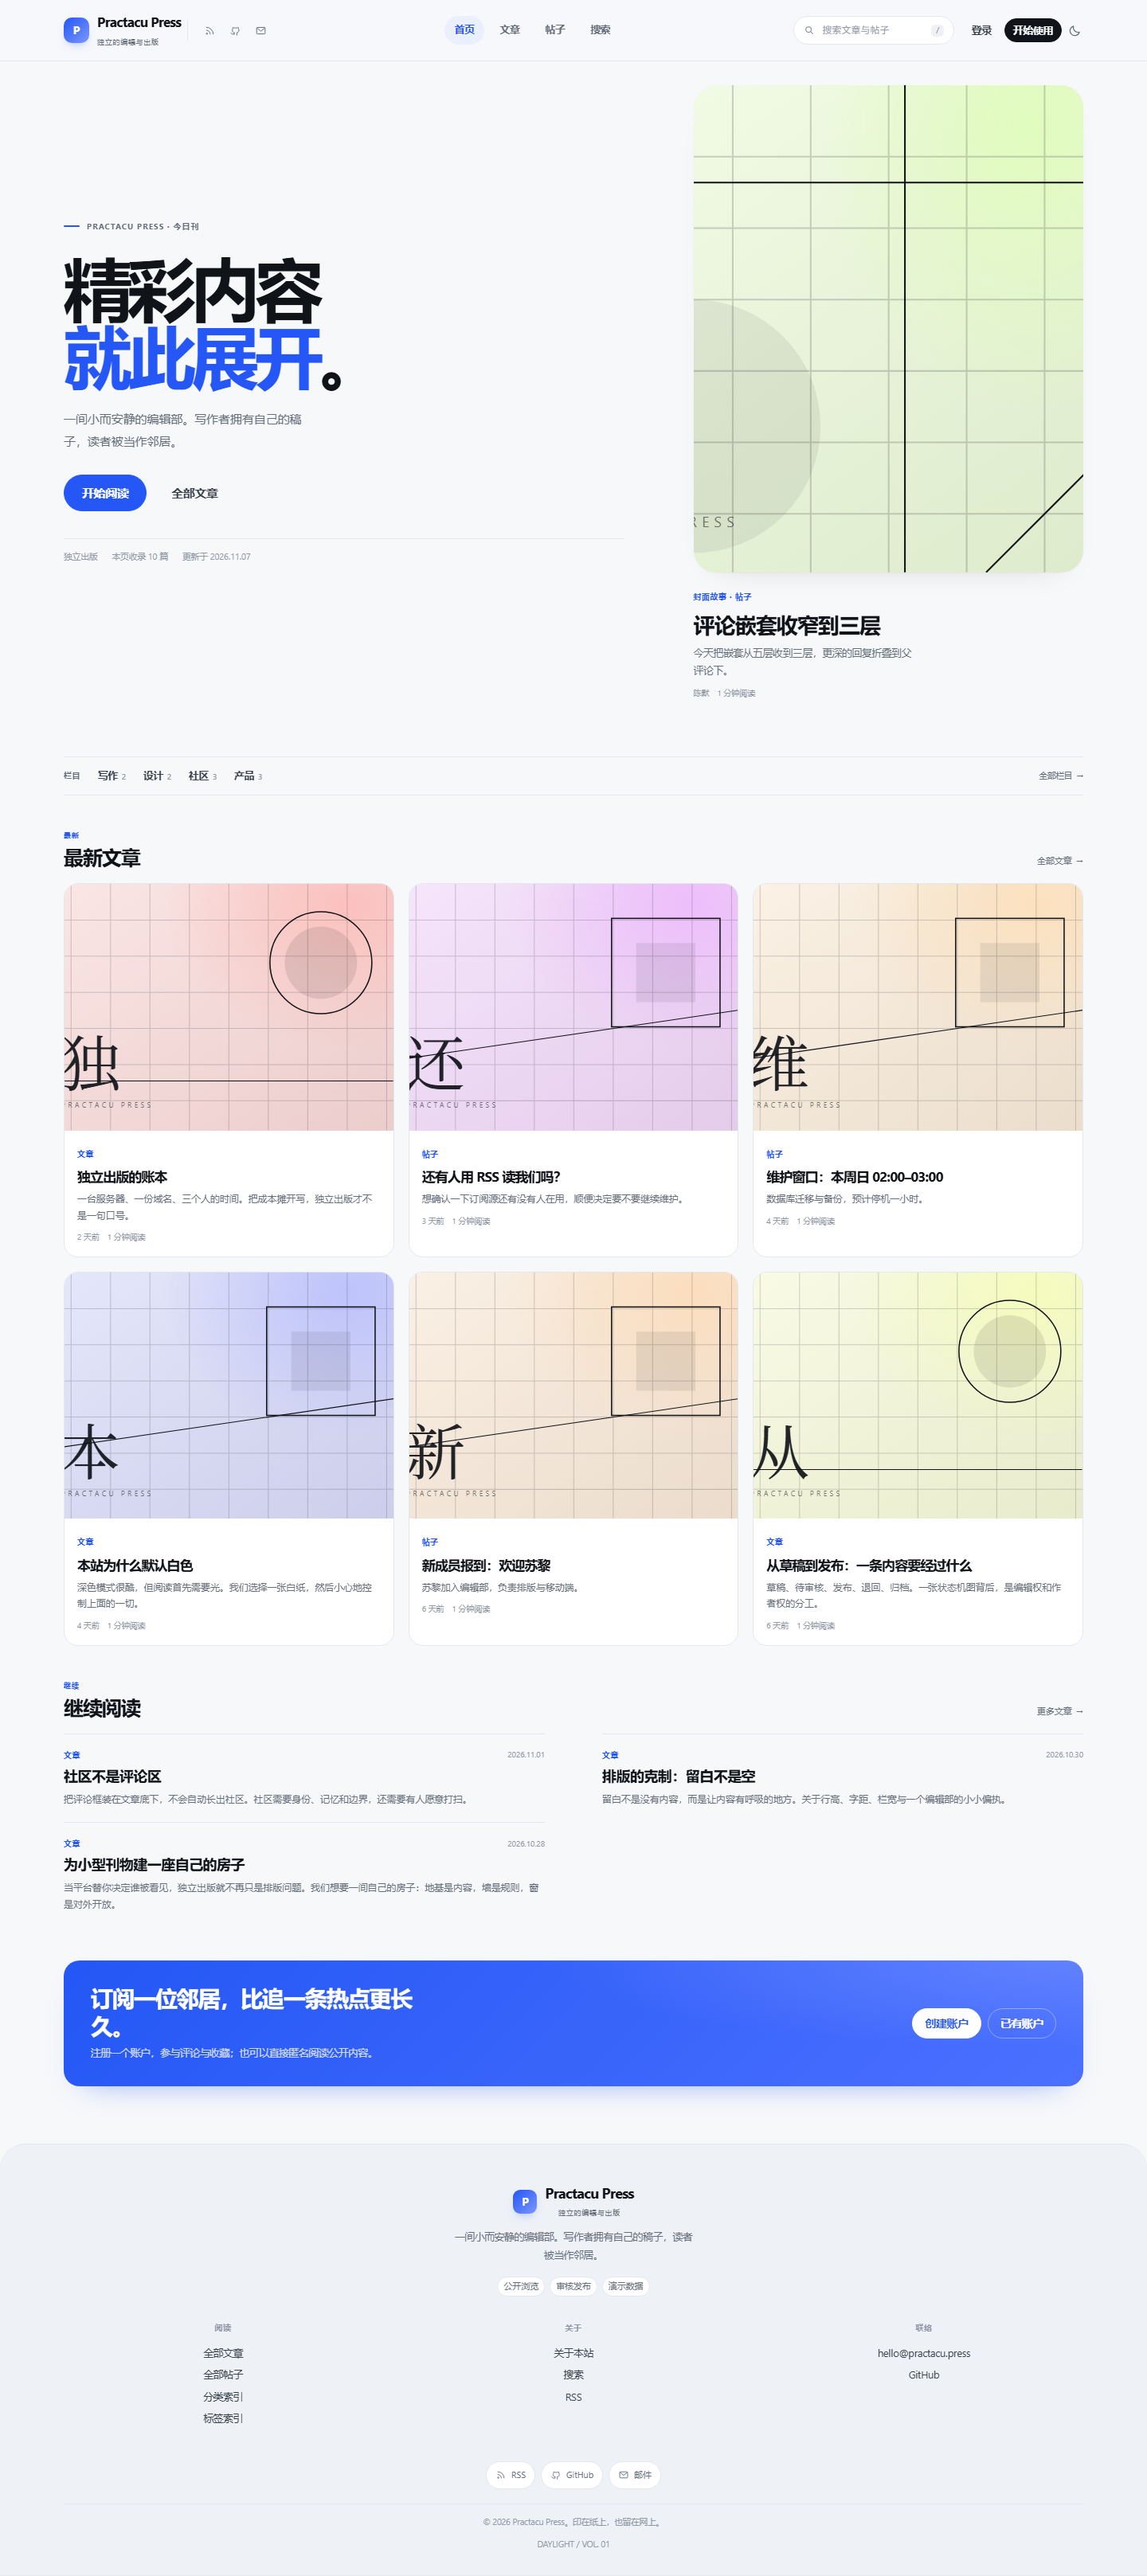 P
Practacu Press
独立的编辑与出版
首页
文章
帖子
搜索
搜索文章与帖子
/
登录
开始使用
PRACTACU PRESS · 今日刊
精彩内容
就此展开。
一间小而安静的编辑部。写作者拥有自己的稿
子，读者被当作邻居。
开始阅读
全部文章
独立出版
本页收录 10 篇
更新于 2026.11.07
RESS
封面故事 · 帖子
评论嵌套收窄到三层
今天把嵌套从五层收到三层，更深的回复折叠到父
评论下。
陈默
1 分钟阅读
栏目
写作 2
设计 2
社区 3
产品 3
全部栏目 →
最新
最新文章
全部文章 →
独
PRACTACU PRESS
文章
独立出版的账本
一台服务器、一份域名、三个人的时间。把成本摊开写，独立出版才不
是一句口号。
2 天前
1 分钟阅读
还
PRACTACU PRESS
帖子
还有人用 RSS 读我们吗？
想确认一下订阅源还有没有人在用，顺便决定要不要继续维护。
3 天前
1 分钟阅读
维
PRACTACU PRESS
帖子
维护窗口：本周日 02:00–03:00
数据库迁移与备份，预计停机一小时。
4 天前
1 分钟阅读
本
PRACTACU PRESS
文章
本站为什么默认白色
深色模式很酷，但阅读首先需要光。我们选择一张白纸，然后小心地控
制上面的一切。
4 天前
1 分钟阅读
新
PRACTACU PRESS
帖子
新成员报到：欢迎苏黎
苏黎加入编辑部，负责排版与移动端。
6 天前
1 分钟阅读
从
PRACTACU PRESS
文章
从草稿到发布：一条内容要经过什么
草稿、待审核、发布、退回、归档。一张状态机图背后，是编辑权和作
者权的分工。
6 天前
1 分钟阅读
继续
继续阅读
更多文章 →
文章
2026.11.01
社区不是评论区
把评论框装在文章底下，不会自动长出社区。社区需要身份、记忆和边界，还需要有人愿意打扫。
文章
2026.10.30
排版的克制：留白不是空
留白不是没有内容，而是让内容有呼吸的地方。关于行高、字距、栏宽与一个编辑部的小小偏执。
文章
2026.10.28
为小型刊物建一座自己的房子
当平台替你决定谁被看见，独立出版就不再只是排版问题。我们想要一间自己的房子：地基是内容，墙是规则，窗
是对外开放。
订阅一位邻居，比追一条热点更长
久。
注册一个账户，参与评论与收藏；也可以直接匿名阅读公开内容。
创建账户
已有账户
P
Practacu Press
独立的编辑与出版
一间小而安静的编辑部。写作者拥有自己的稿子，读者
被当作邻居。
公开浏览
审核发布
演示数据
阅读
全部文章
全部帖子
分类索引
标签索引
关于
关于本站
搜索
RSS
联络
hello@practacu.press
GitHub
RSS
GitHub
邮件
© 2026 Practacu Press。印在纸上，也留在网上。
DAYLIGHT / VOL. 01